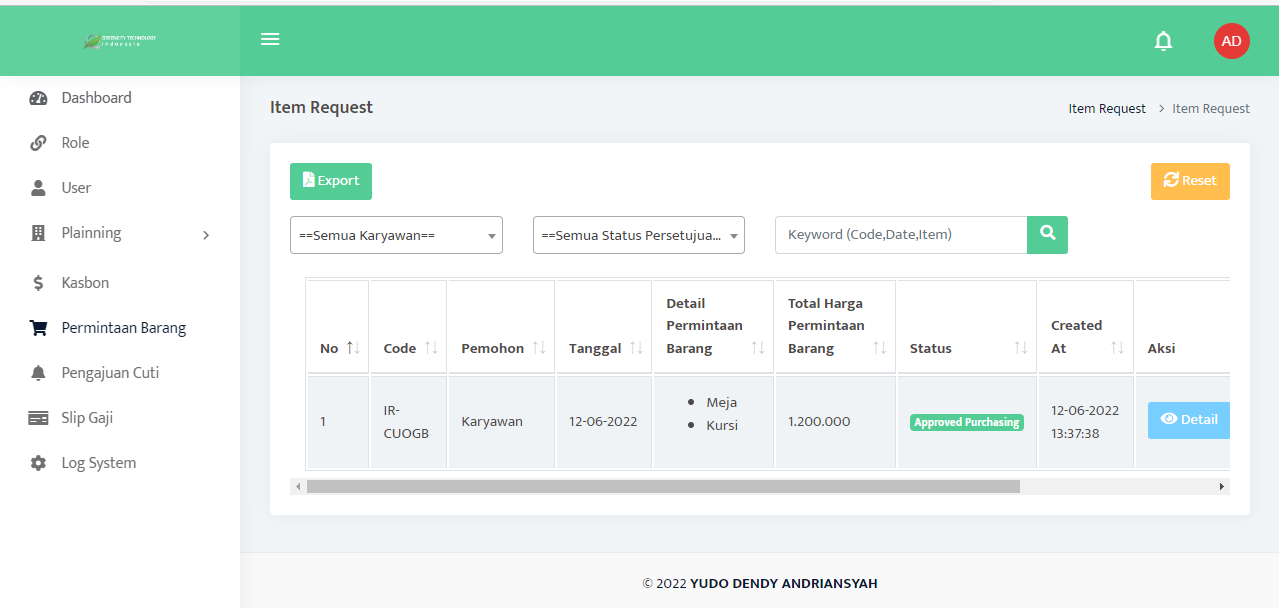 GREENCITY TECHNOLOGY
Indonesia
AD
Dashboard
Role
User
Plainning
Kasbon
Permintaan Barang
Pengajuan Cuti
Slip Gaji
Log System
Item Request
Item Request > Item Request
Export
Reset
==Semua Karyawan==
==Semua Status Persetujua...
Keyword (Code,Date,Item)
No
Code
Pemohon
Tanggal
Detail
Permintaan
Barang
Total Harga
Permintaan
Barang
Status
Created
At
Aksi
1
IR-
CUOGB
Karyawan
12-06-2022
Meja
Kursi
1.200.000
Approved Purchasing
12-06-2022
13:37:38
Detail
© 2022 YUDO DENDY ANDRIANSYAH